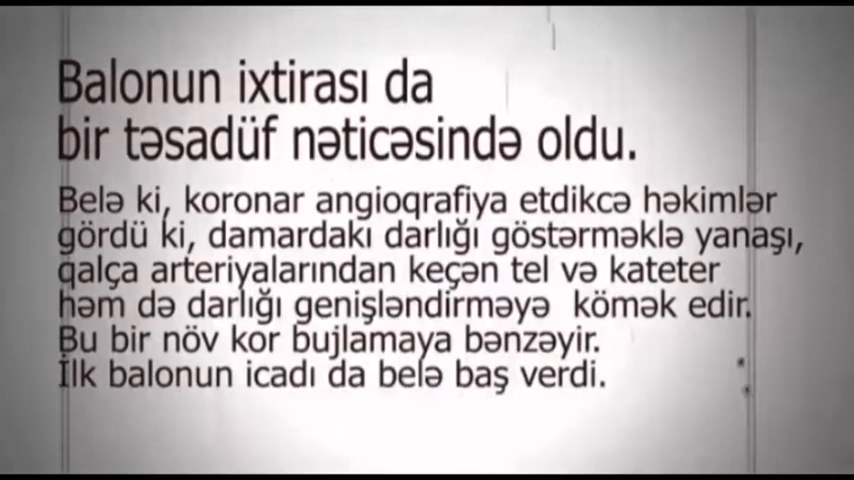 Balonun ixtirası da
bir təsadüf nəticəsində oldu.
Belə ki, koronar angioqrafiya etdikcə həkimlər
gördü ki, damardakı darlığı göstərməklə yanaşı,
qalça arteriyalarından keçən tel və kateter
həm də darlığı genişləndirməyə kömək edir.
Bu bir növ kor bujlamaya bənzəyir.
İlk balonun icadı da belə baş verdi.